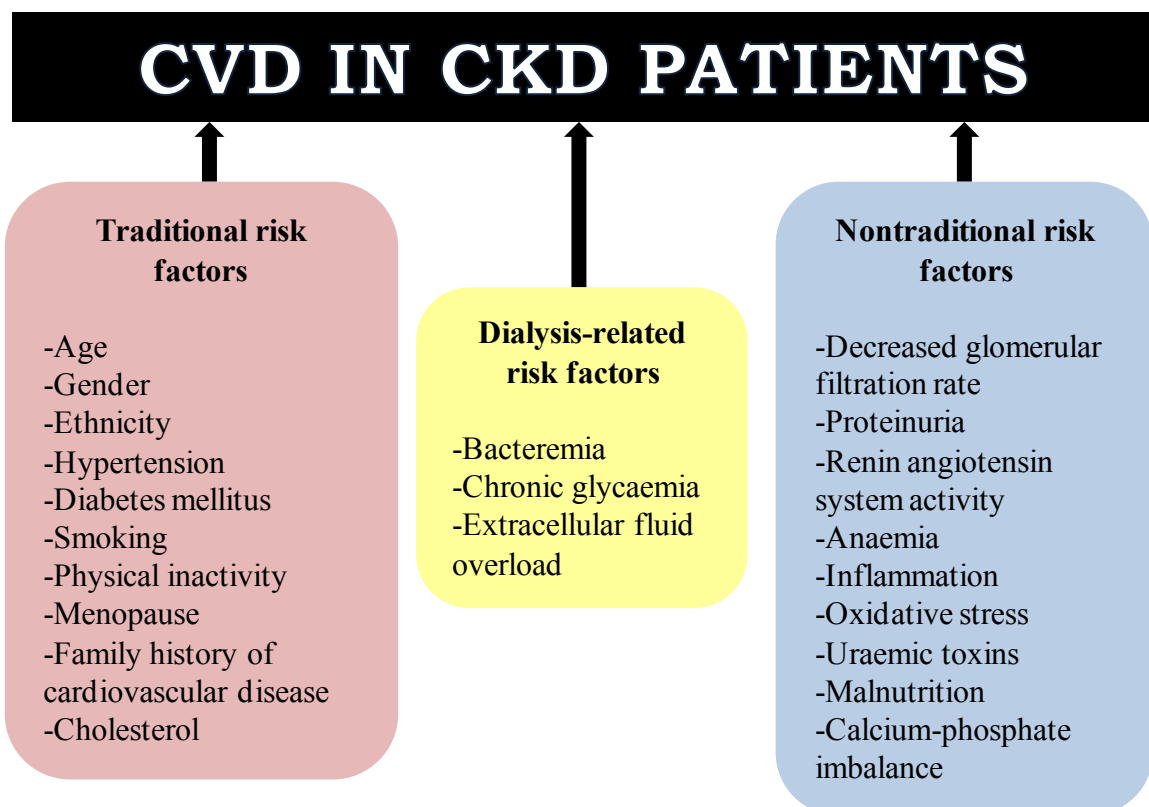 CVD IN CKD PATIENTS
Traditional risk
factors
-Age
-Gender
-Ethnicity
-Hypertension
-Diabetes mellitus
-Smoking
-Physical inactivity
-Menopause
-Family history of
cardiovascular disease
-Cholesterol
Dialysis-related
risk factors
-Bacteremia
-Chronic glycaemia
-Extracellular fluid
overload
Nontraditional risk
factors
-Decreased glomerular
filtration rate
-Proteinuria
-Renin angiotensin
system activity
-Anaemia
-Inflammation
-Oxidative stress
-Uraemic toxins
-Malnutrition
-Calcium-phosphate
imbalance